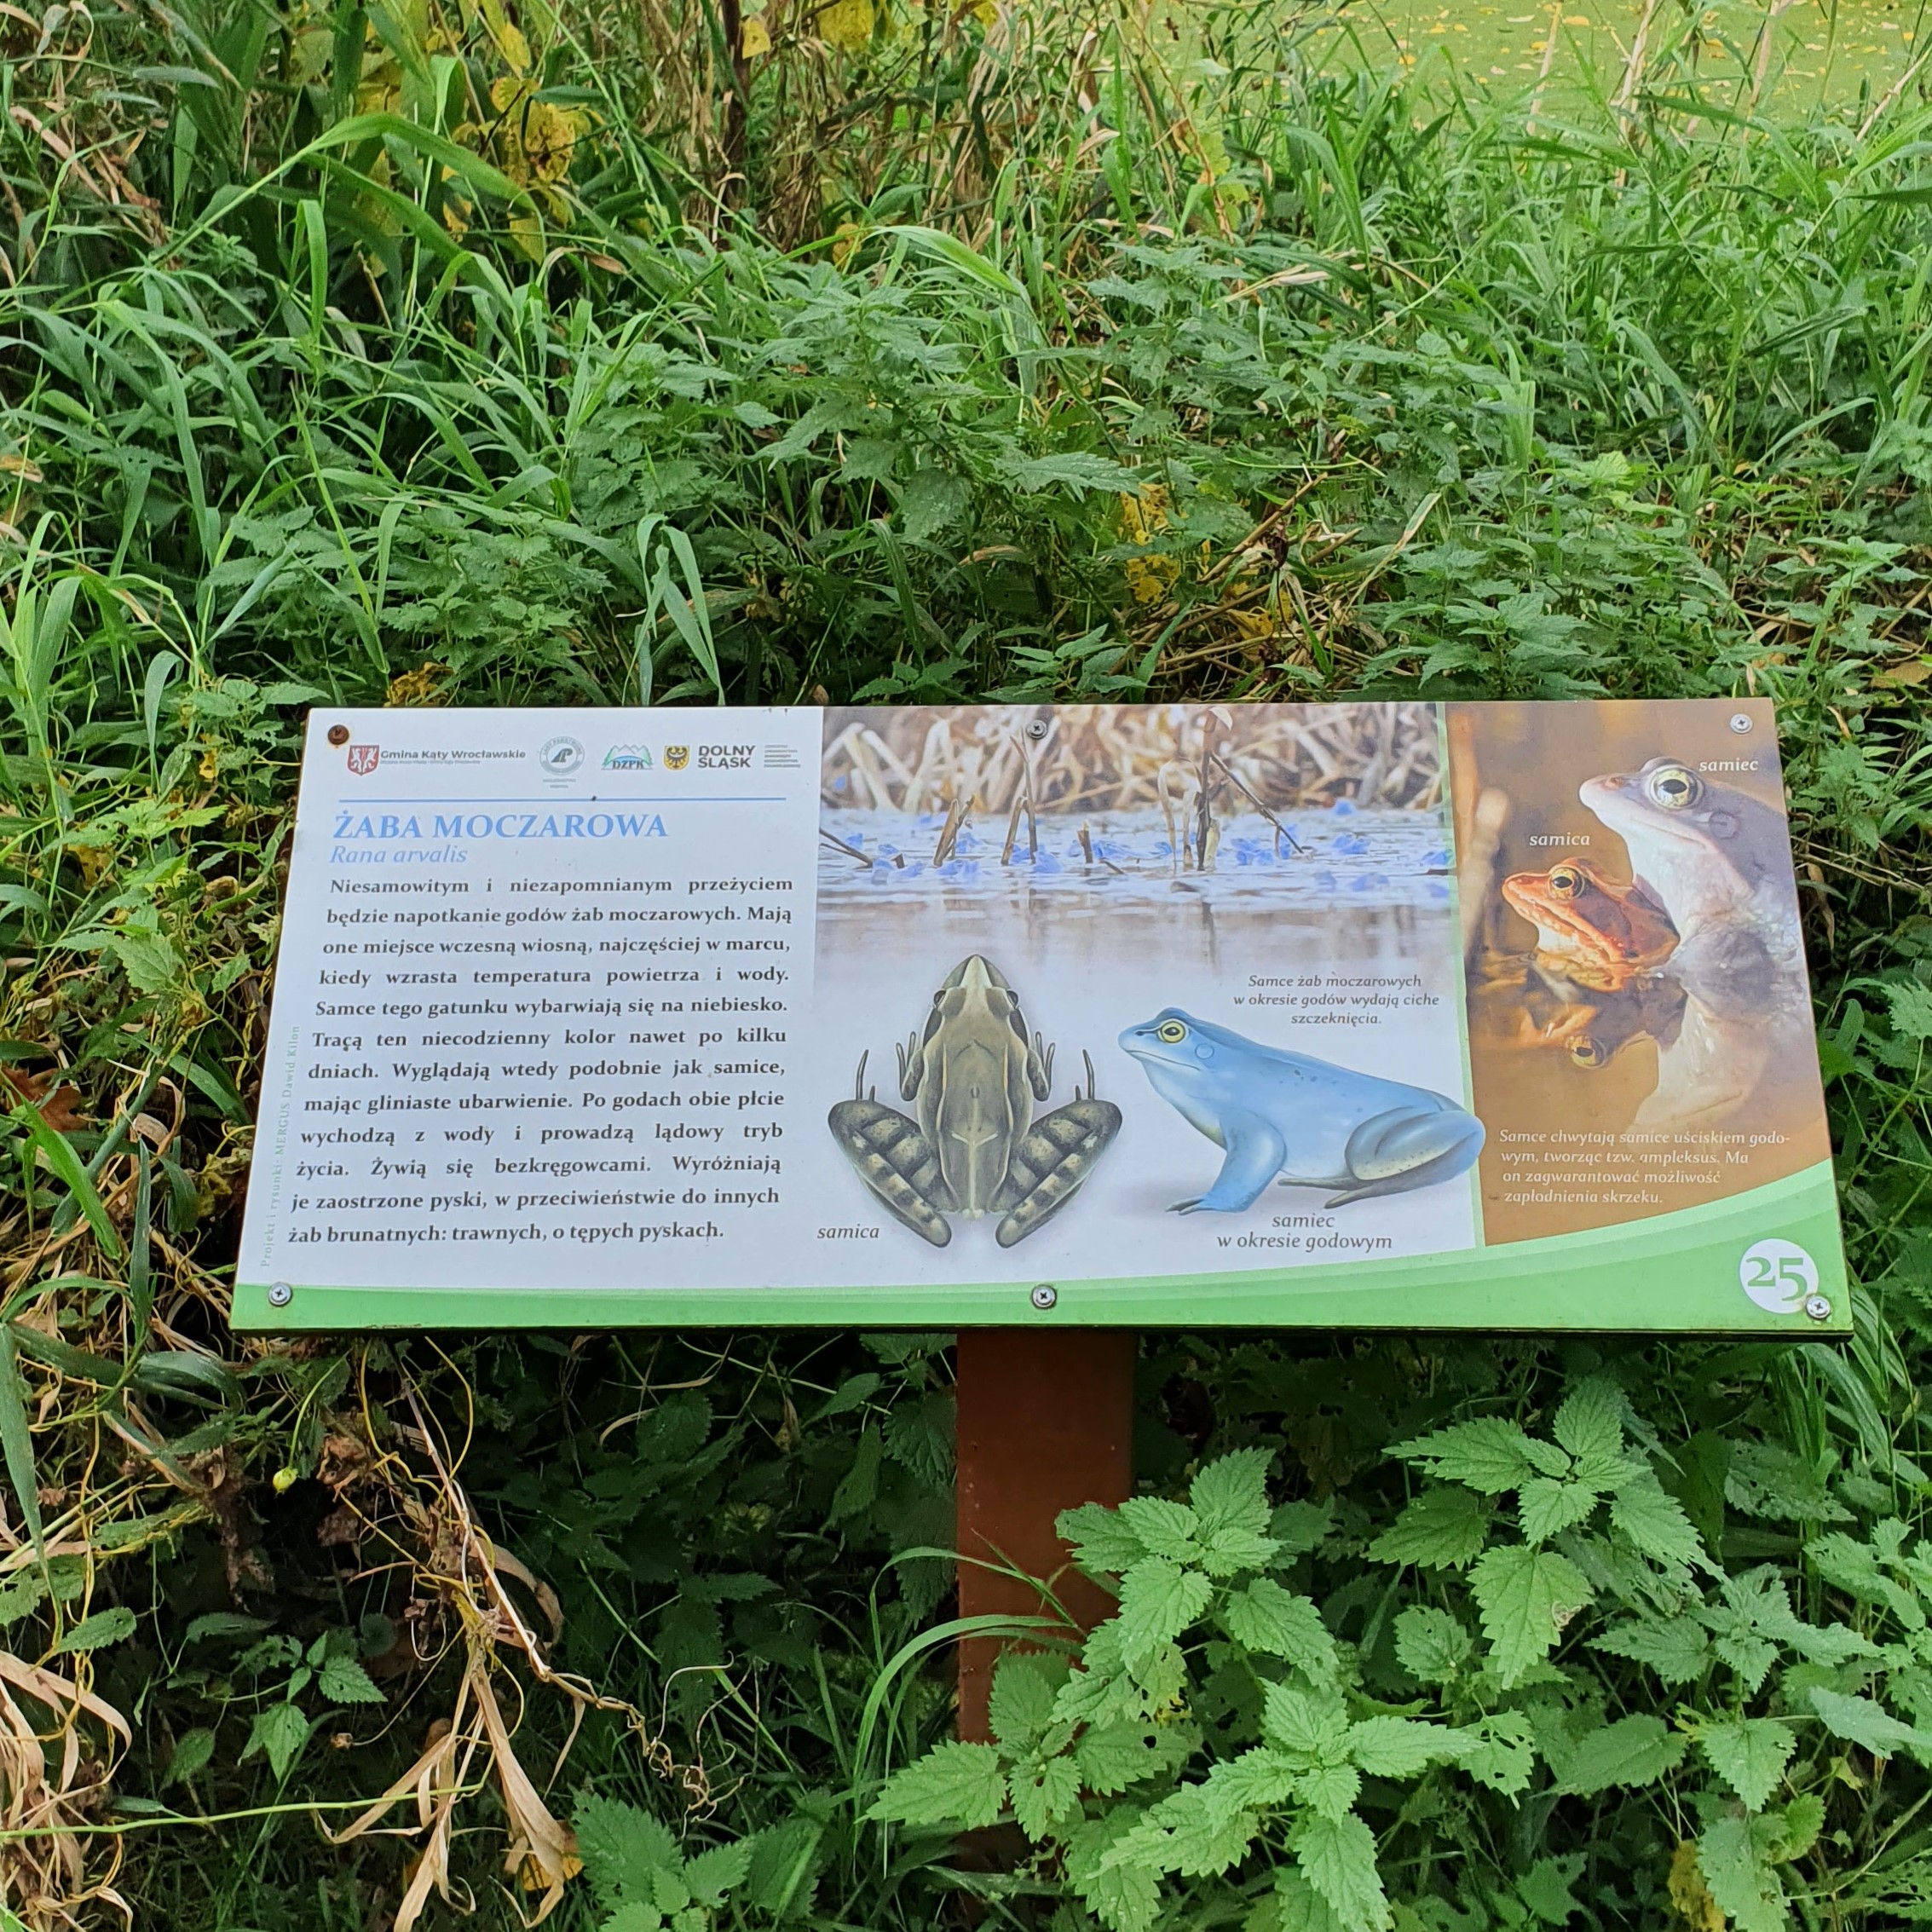 Gmina Kąty Wrocławskie
DZPK
DOLNY
ŚLĄSK
ŻABA MOCZAROWA
Rana arvalis
Niesamowitym i niezapomnianym przeżyciem
będzie napotkanie godów żab moczarowych. Mają
one miejsce wczesną wiosną, najczęściej w marcu,
kiedy wzrasta temperatura powietrza i wody.
Samce tego gatunku wybarwiają się na niebiesko.
Tracą ten niecodzienny kolor nawet po kilku
dniach. Wyglądają wtedy podobnie jak samice,
mając gliniaste ubarwienie. Po godach obie płcie
wychodzą z wody i prowadzą lądowy tryb
życia. Żywią się bezkręgowcami. Wyróżniają
je zaostrzone pyski, w przeciwieństwie do innych
żab brunatnych: trawnych, o tępych pyskach.
Projekt i rysunki: MERGUS Dawid Kilon
samica
Samce żab moczarowych
w okresie godów wydają ciche
szczeknięcia.
samiec
w okresie godowym
samiec
samica
Samce chwytają samice uściskiem godo-
wym, tworząc tzw. ampleksus. Ma
on zagwarantować możliwość
zapłodnienia skrzeku.
25